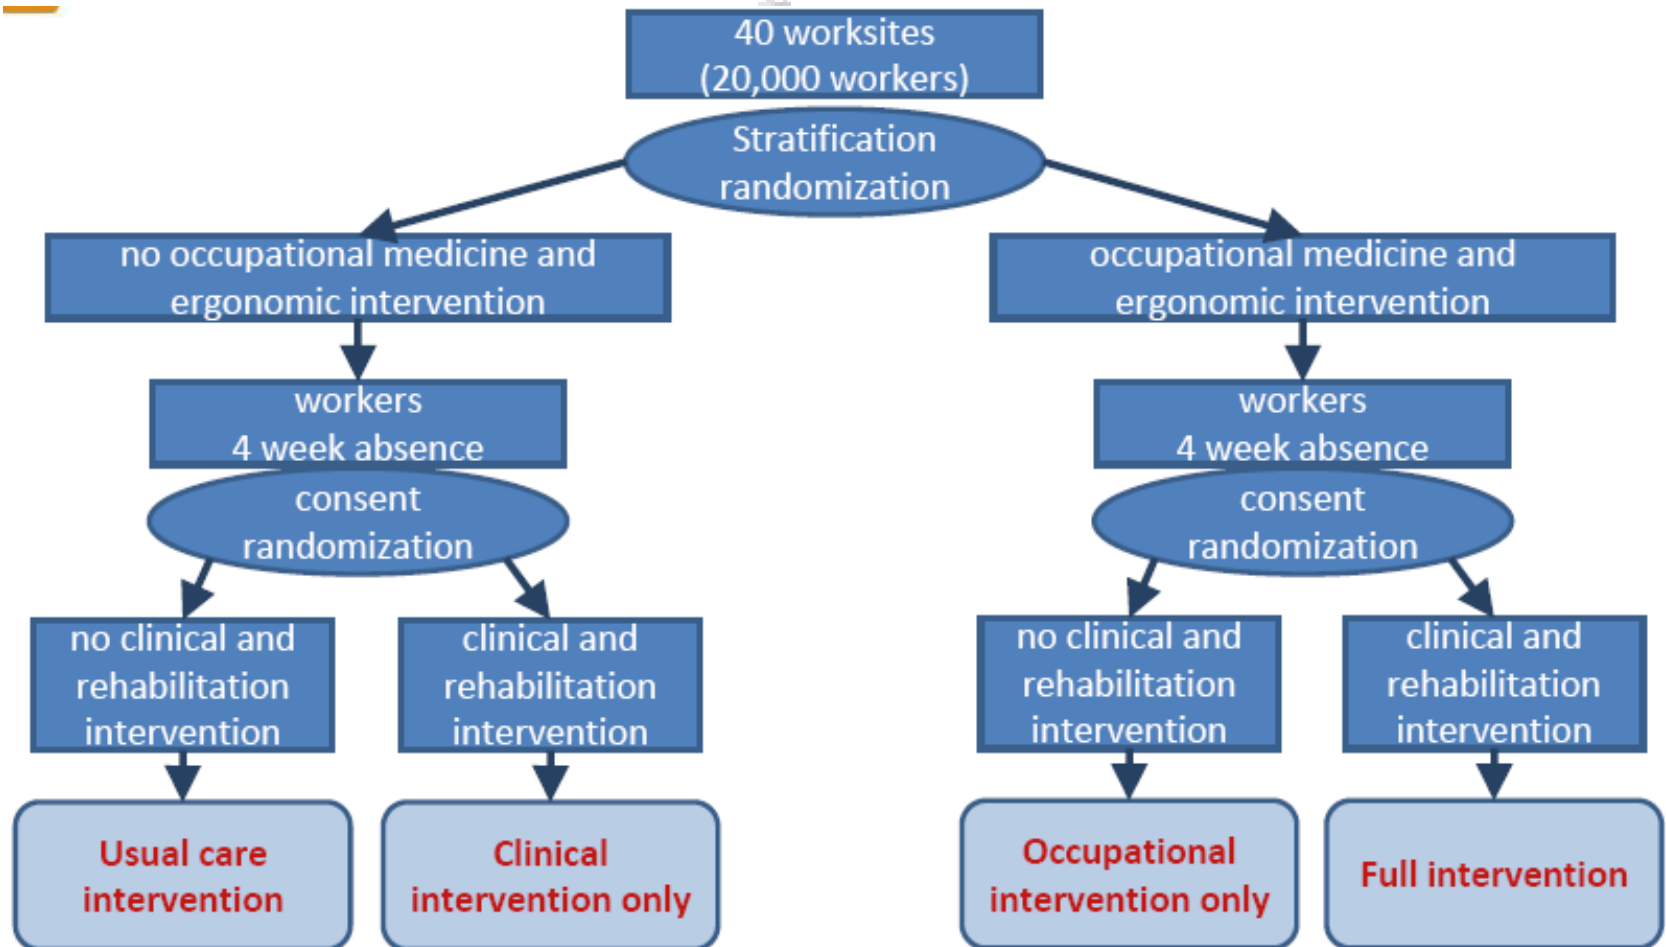 40 worksites
(20,000 workers)
Stratification
randomization
no occupational medicine and
ergonomic intervention
occupational medicine and
ergonomic intervention
workers
4 week absence
workers
4 week absence
consent
randomization
consent
randomization
no clinical and
rehabilitation
intervention
clinical and
rehabilitation
intervention
no clinical and
rehabilitation
intervention
clinical and
rehabilitation
intervention
Usual care
intervention
Clinical
intervention only
Occupational
intervention only
Full intervention